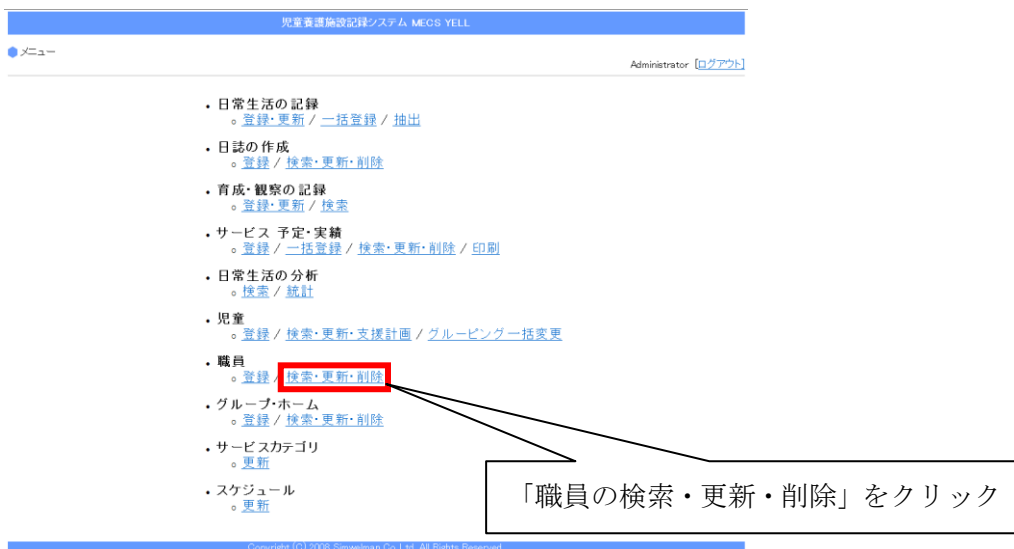 児童養護施設記録システム MECS YELL
メニュー
Administrator [ログアウト]
・日常生活の記録
○ 登録・更新 / 一括登録 / 抽出
・日誌の作成
○ 登録 / 検索・更新・削除
・育成・観察の記録
○ 登録・更新 / 検索
・サービス 予定・実績
○ 登録 / 一括登録 / 検索・更新・削除 / 印刷
・日常生活の分析
○ 検索 / 統計
・児童
○ 登録 / 検索・更新・支援計画 / グルーピング一括変更
・職員
○ 登録 / 検索・更新・削除
・グループ・ホーム
○ 登録 / 検索・更新・削除
・サービスカテゴリ
○ 更新
・スケジュール
○ 更新
「職員の検索・更新・削除」をクリック
Copyright (C) 2008 Sinwelman Co.,Ltd. All Rights Reserved.